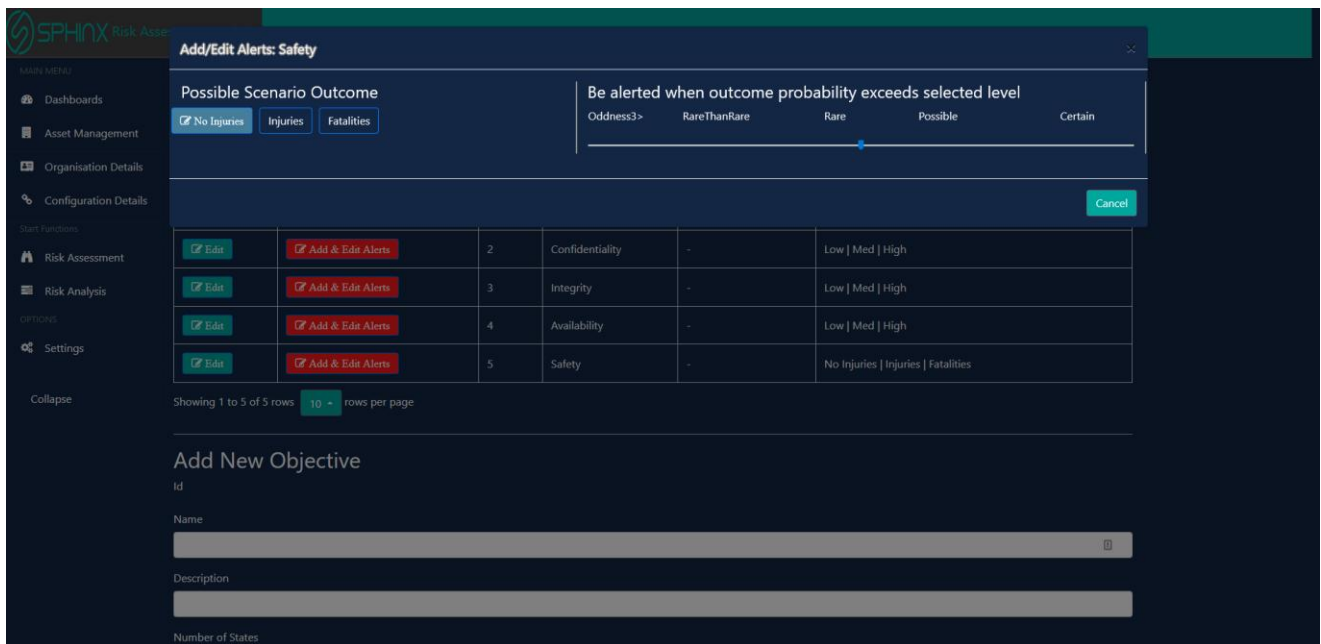 SPHINX Risk Asse
Add/Edit Alerts: Safety
×
Possible Scenario Outcome
No Injuries Injuries Fatalities
Be alerted when outcome probability exceeds selected level
Oddness3> RareThanRare Rare Possible Certain
Cancel
MAIN MENU
Dashboards
Asset Management
Organisation Details
Configuration Details
Start Functions
Risk Assessment
Risk Analysis
OPTIONS
Settings
Collapse
Edit Add & Edit Alerts 2 Confidentiality - Low | Med | High
Edit Add & Edit Alerts 3 Integrity - Low | Med | High
Edit Add & Edit Alerts 4 Availability - Low | Med | High
Edit Add & Edit Alerts 5 Safety - No Injuries | Injuries | Fatalities
Showing 1 to 5 of 5 rows 10 rows per page
Add New Objective
Id
Name
Description
Number of States